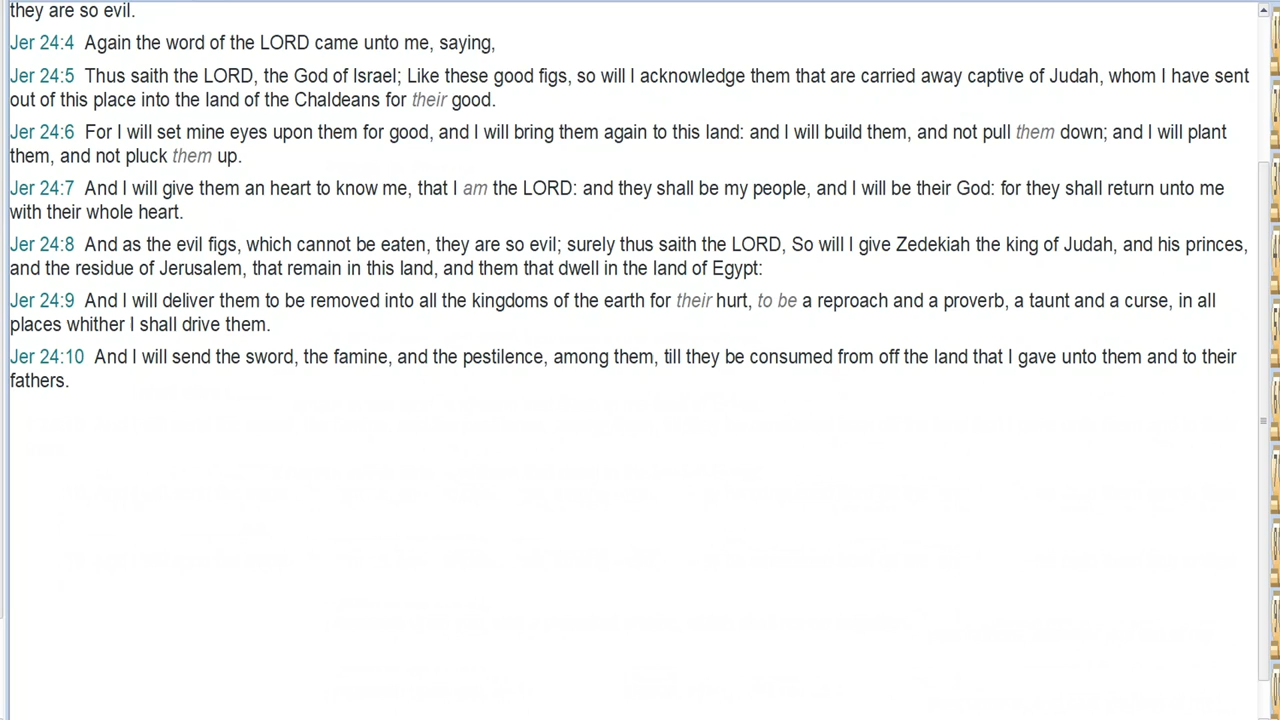 they are so evil.
Jer 24:4 Again the word of the LORD came unto me, saying,
Jer 24:5 Thus saith the LORD, the God of Israel; Like these good figs, so will I acknowledge them that are carried away captive of Judah, whom I have sent
out of this place into the land of the Chaldeans for their good.
Jer 24:6 For I will set mine eyes upon them for good, and I will bring them again to this land: and I will build them, and not pull them down; and I will plant
them, and not pluck them up.
Jer 24:7 And I will give them an heart to know me, that I am the LORD: and they shall be my people, and I will be their God: for they shall return unto me
with their whole heart.
Jer 24:8 And as the evil figs, which cannot be eaten, they are so evil; surely thus saith the LORD, So will I give Zedekiah the king of Judah, and his princes,
and the residue of Jerusalem, that remain in this land, and them that dwell in the land of Egypt:
Jer 24:9 And I will deliver them to be removed into all the kingdoms of the earth for their hurt, to be a reproach and a proverb, a taunt and a curse, in all
places whither I shall drive them.
Jer 24:10 And I will send the sword, the famine, and the pestilence, among them, till they be consumed from off the land that I gave unto them and to their
fathers.